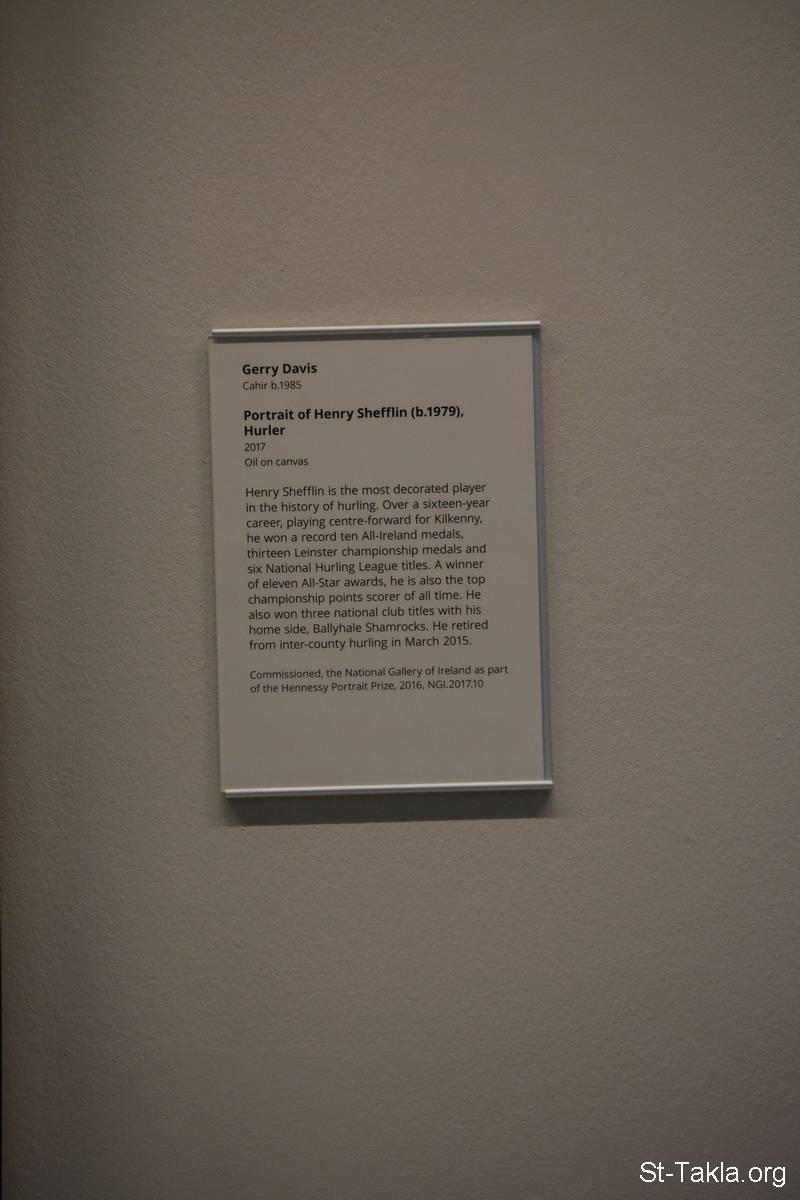 Gerry Davis
Cahir b.1985
Portrait of Henry Shefflin (b.1979),
Hurler
2017
Oil on canvas
Henry Shefflin is the most decorated player
in the history of hurling. Over a sixteen-year
career, playing centre-forward for Kilkenny,
he won a record ten All-Ireland medals,
thirteen Leinster championship medals and
six National Hurling League titles. A winner
of eleven All-Star awards, he is also the top
championship points scorer of all time. He
also won three national club titles with his
home side, Ballyhale Shamrocks. He retired
from inter-county hurling in March 2015.
Commissioned, the National Gallery of Ireland as part
of the Hennessy Portrait Prize, 2016, NGI.2017.10
St-Takla.org